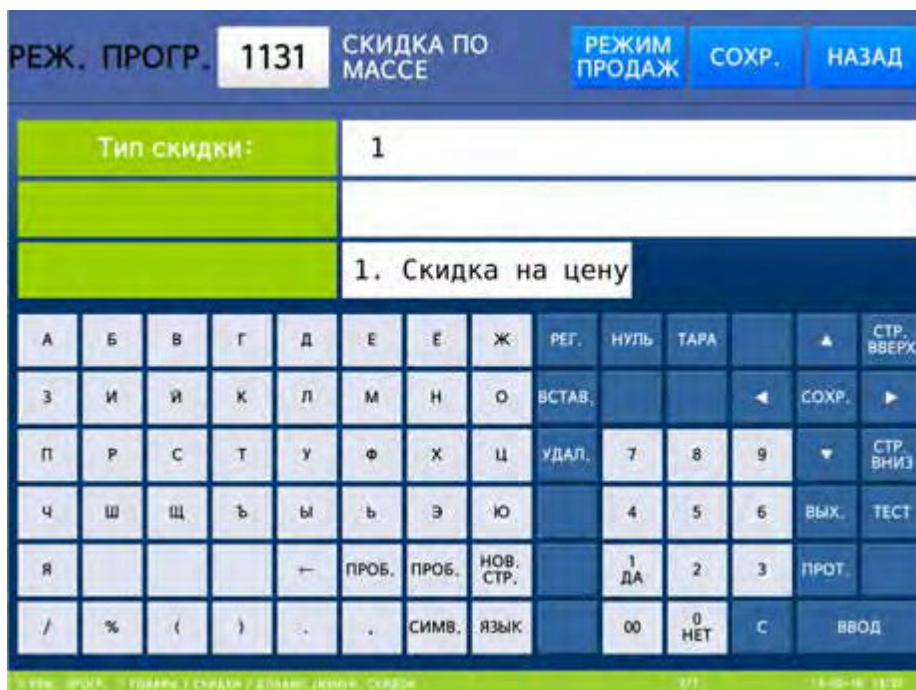 РЕЖ. ПРОГР. 1131 СКИДКА ПО МАССЕ РЕЖИМ ПРОДАЖ СОХР. НАЗАД
Тип скидки: 1
1. Скидка на цену
А Б В Г Д Е Ё Ж РЕГ. НУЛЬ ТАРА ▲ СТР. ВВЕРХ
З И Й К Л М Н О ВСТАВ. ◀ СОХР. ▶
П Р С Т У Ф Х Ц УДАЛ. 7 8 9 ▼ СТР. ВНИЗ
Ч Ш Щ Ъ Ы Ь Э Ю 4 5 6 ВЫХ. ТЕСТ
Я ← ПРОБ. ПРОБ. НОВ. СТР. 1 ДА 2 3 ПРОТ.
/ % ( ) . . СИМВ. ЯЗЫК 00 0 НЕТ С ВВОД